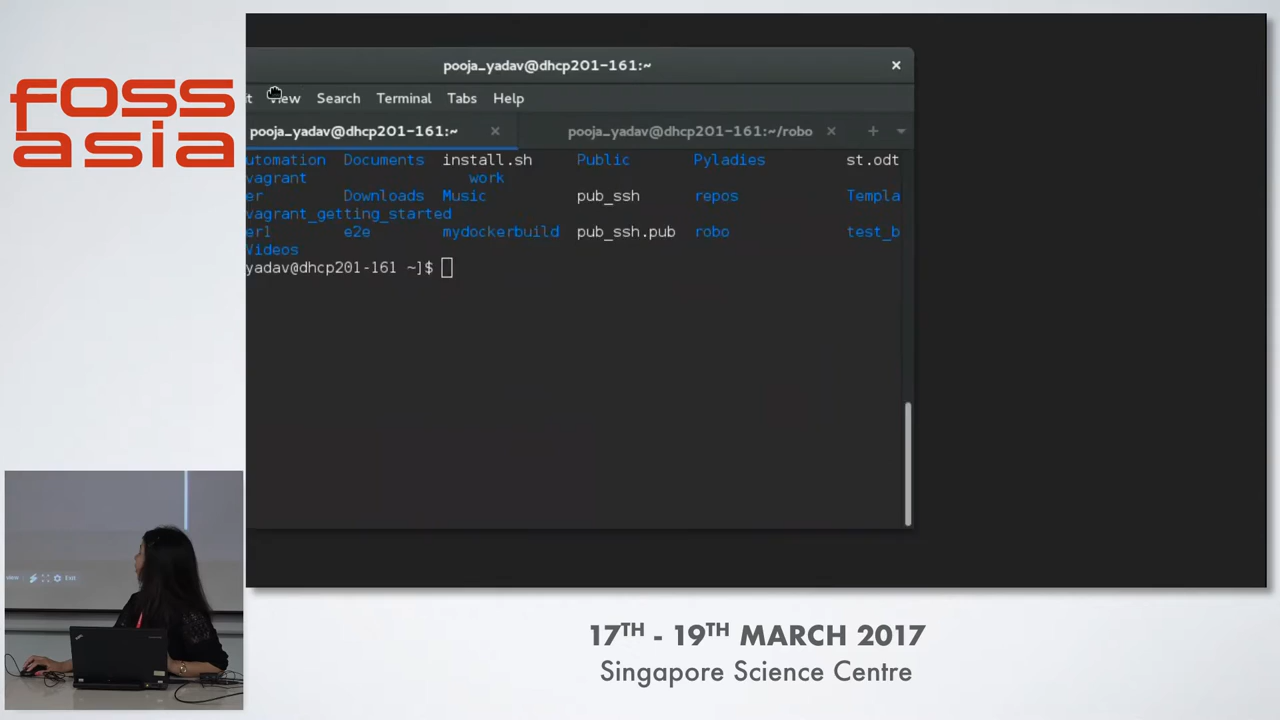 foss
asia
pooja_yadav@dhcp201-161:~
View Search Terminal Tabs Help
pooja_yadav@dhcp201-161:~ pooja_yadav@dhcp201-161:~/robo
utomation Documents install.sh Public Pyladies st.odt
vagrant work
er Downloads Music pub_ssh repos Templa
vagrant_getting_started
erl e2e mydockerbuild pub_ssh.pub robo test_b
Videos
yadav@dhcp201-161 ~]$
Exit
17TH - 19TH MARCH 2017
Singapore Science Centre